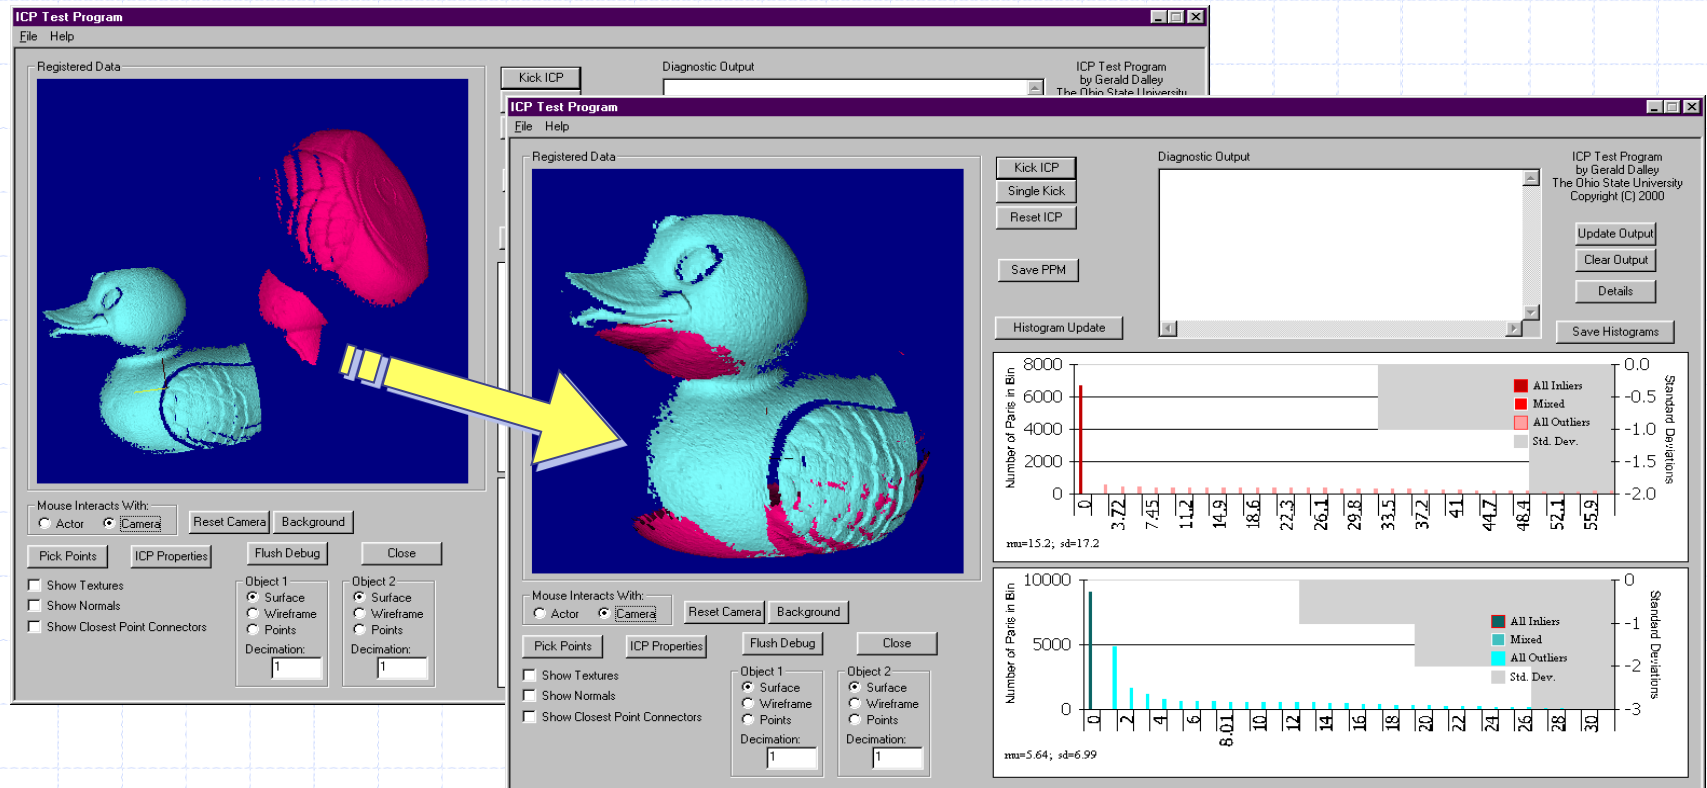 ICP Test Program
File Help
Registered Data
Kick ICP
Diagnostic Output
ICP Test Program
by Gerald Dalley
The Ohio State University
Mouse Interacts With:
Actor
Camera
Reset Camera
Background
Pick Points
ICP Properties
Flush Debug
Close
Show Textures
Show Normals
Show Closest Point Connectors
Object 1
Surface
Wireframe
Points
Decimation:
1
Object 2
Surface
Wireframe
Points
Decimation:
1
ICP Test Program
File Help
Registered Data
Kick ICP
Single Kick
Reset ICP
Save PPM
Histogram Update
Diagnostic Output
ICP Test Program
by Gerald Dalley
The Ohio State University
Copyright (C) 2000
Update Output
Clear Output
Details
Save Histograms
Number of Paris in Bin
8000
6000
4000
2000
0
0 3.72 7.45 11.2 14.9 18.6 22.3 26.1 29.8 33.5 37.2 41 44.7 48.4 52.1 55.9
All Inliers
Mixed
All Outliers
Std. Dev.
0.0
-0.5
-1.0
-1.5
-2.0
Standard Deviations
mu=15.2; sd=17.2
Number of Paris in Bin
10000
5000
0
0 2 4 6 8.01 10 12 14 16 18 20 22 24 26 28 30
All Inliers
Mixed
All Outliers
Std. Dev.
0
-1
-2
-3
Standard Deviations
mu=5.64; sd=6.99
Mouse Interacts With:
Actor
Camera
Reset Camera
Background
Pick Points
ICP Properties
Flush Debug
Close
Show Textures
Show Normals
Show Closest Point Connectors
Object 1
Surface
Wireframe
Points
Decimation:
1
Object 2
Surface
Wireframe
Points
Decimation:
1